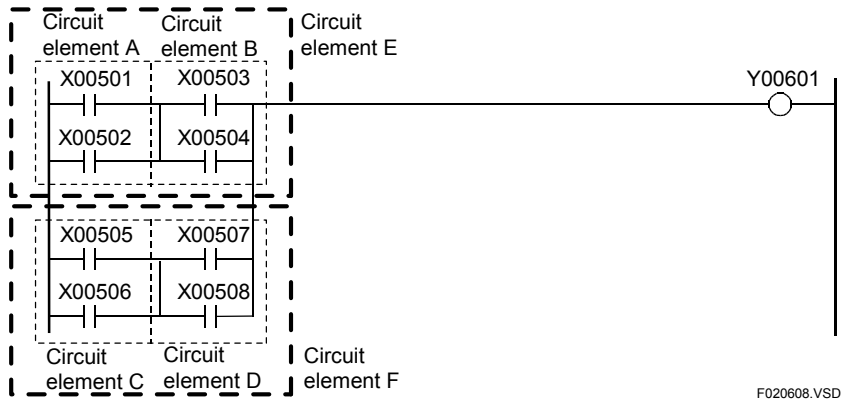 Circuit element A
Circuit element B
Circuit element E
X00501
X00503
Y00601
X00502
X00504
X00505
X00507
X00506
X00508
Circuit element C
Circuit element D
Circuit element F
F020608.VSD